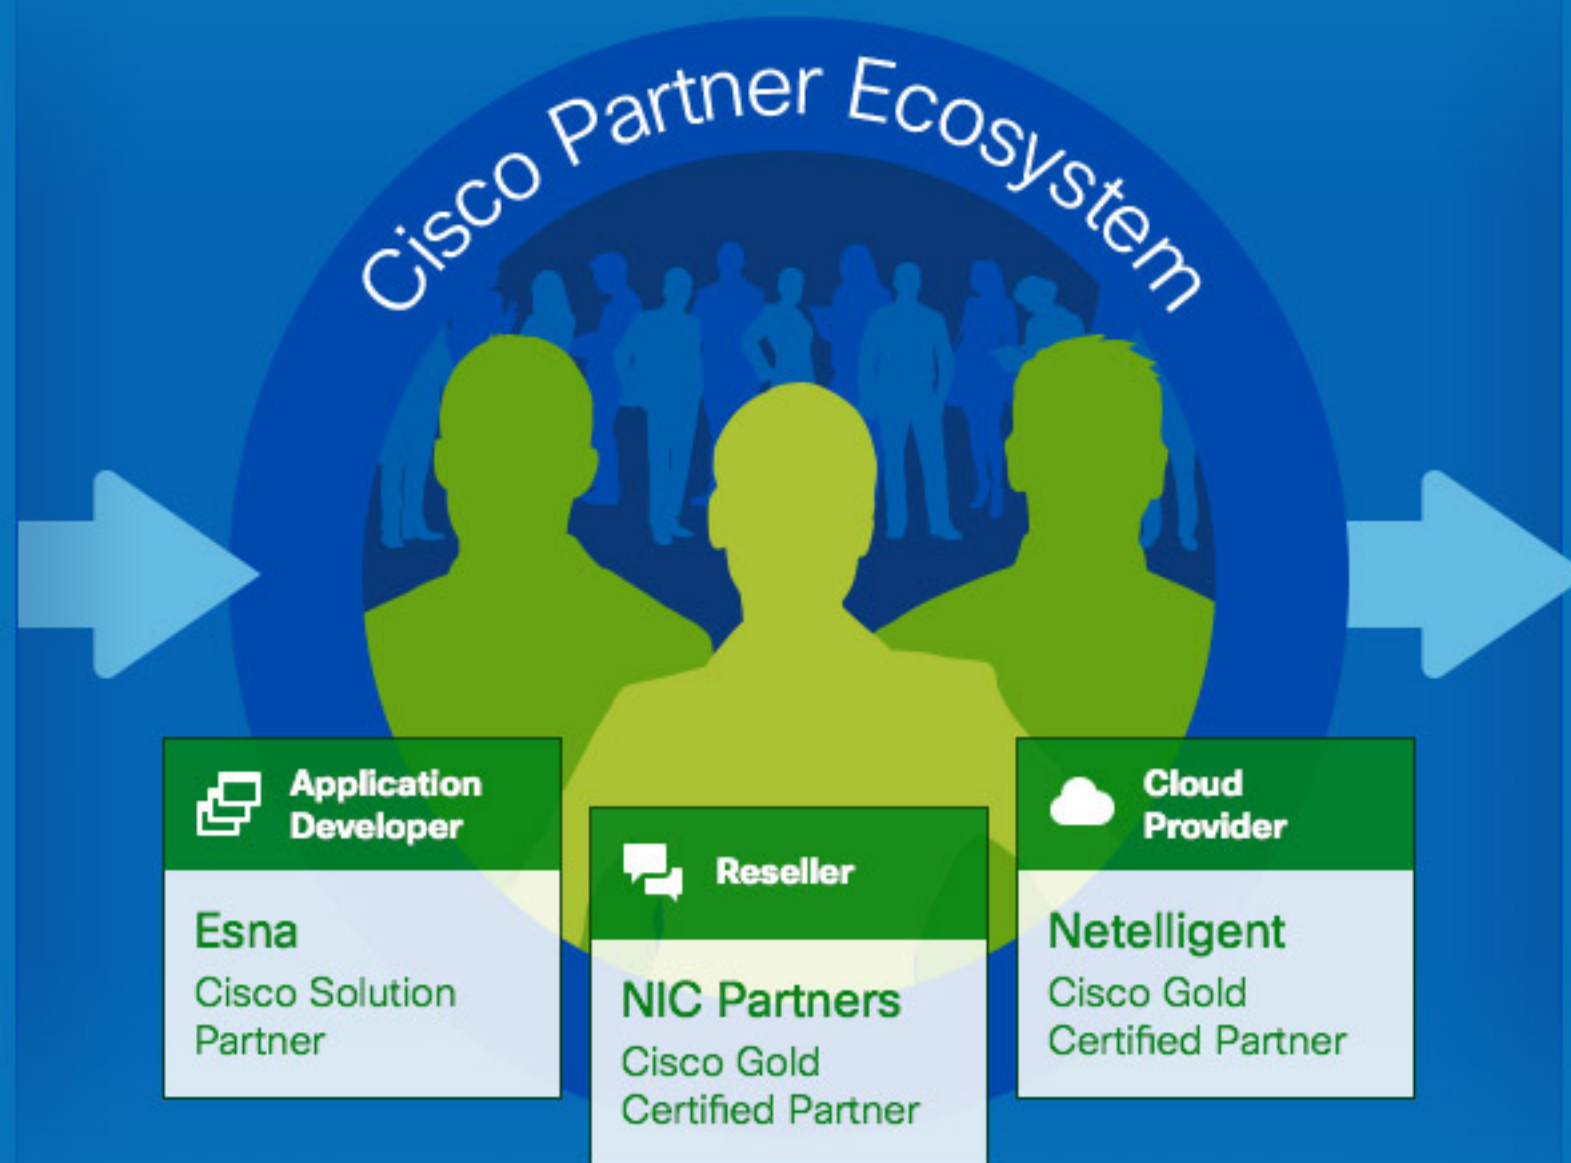 Cisco Partner Ecosystem
Application
Developer
Esna
Cisco Solution
Partner
Reseller
NIC Partners
Cisco Gold
Certified Partner
Cloud
Provider
Netelligent
Cisco Gold
Certified Partner